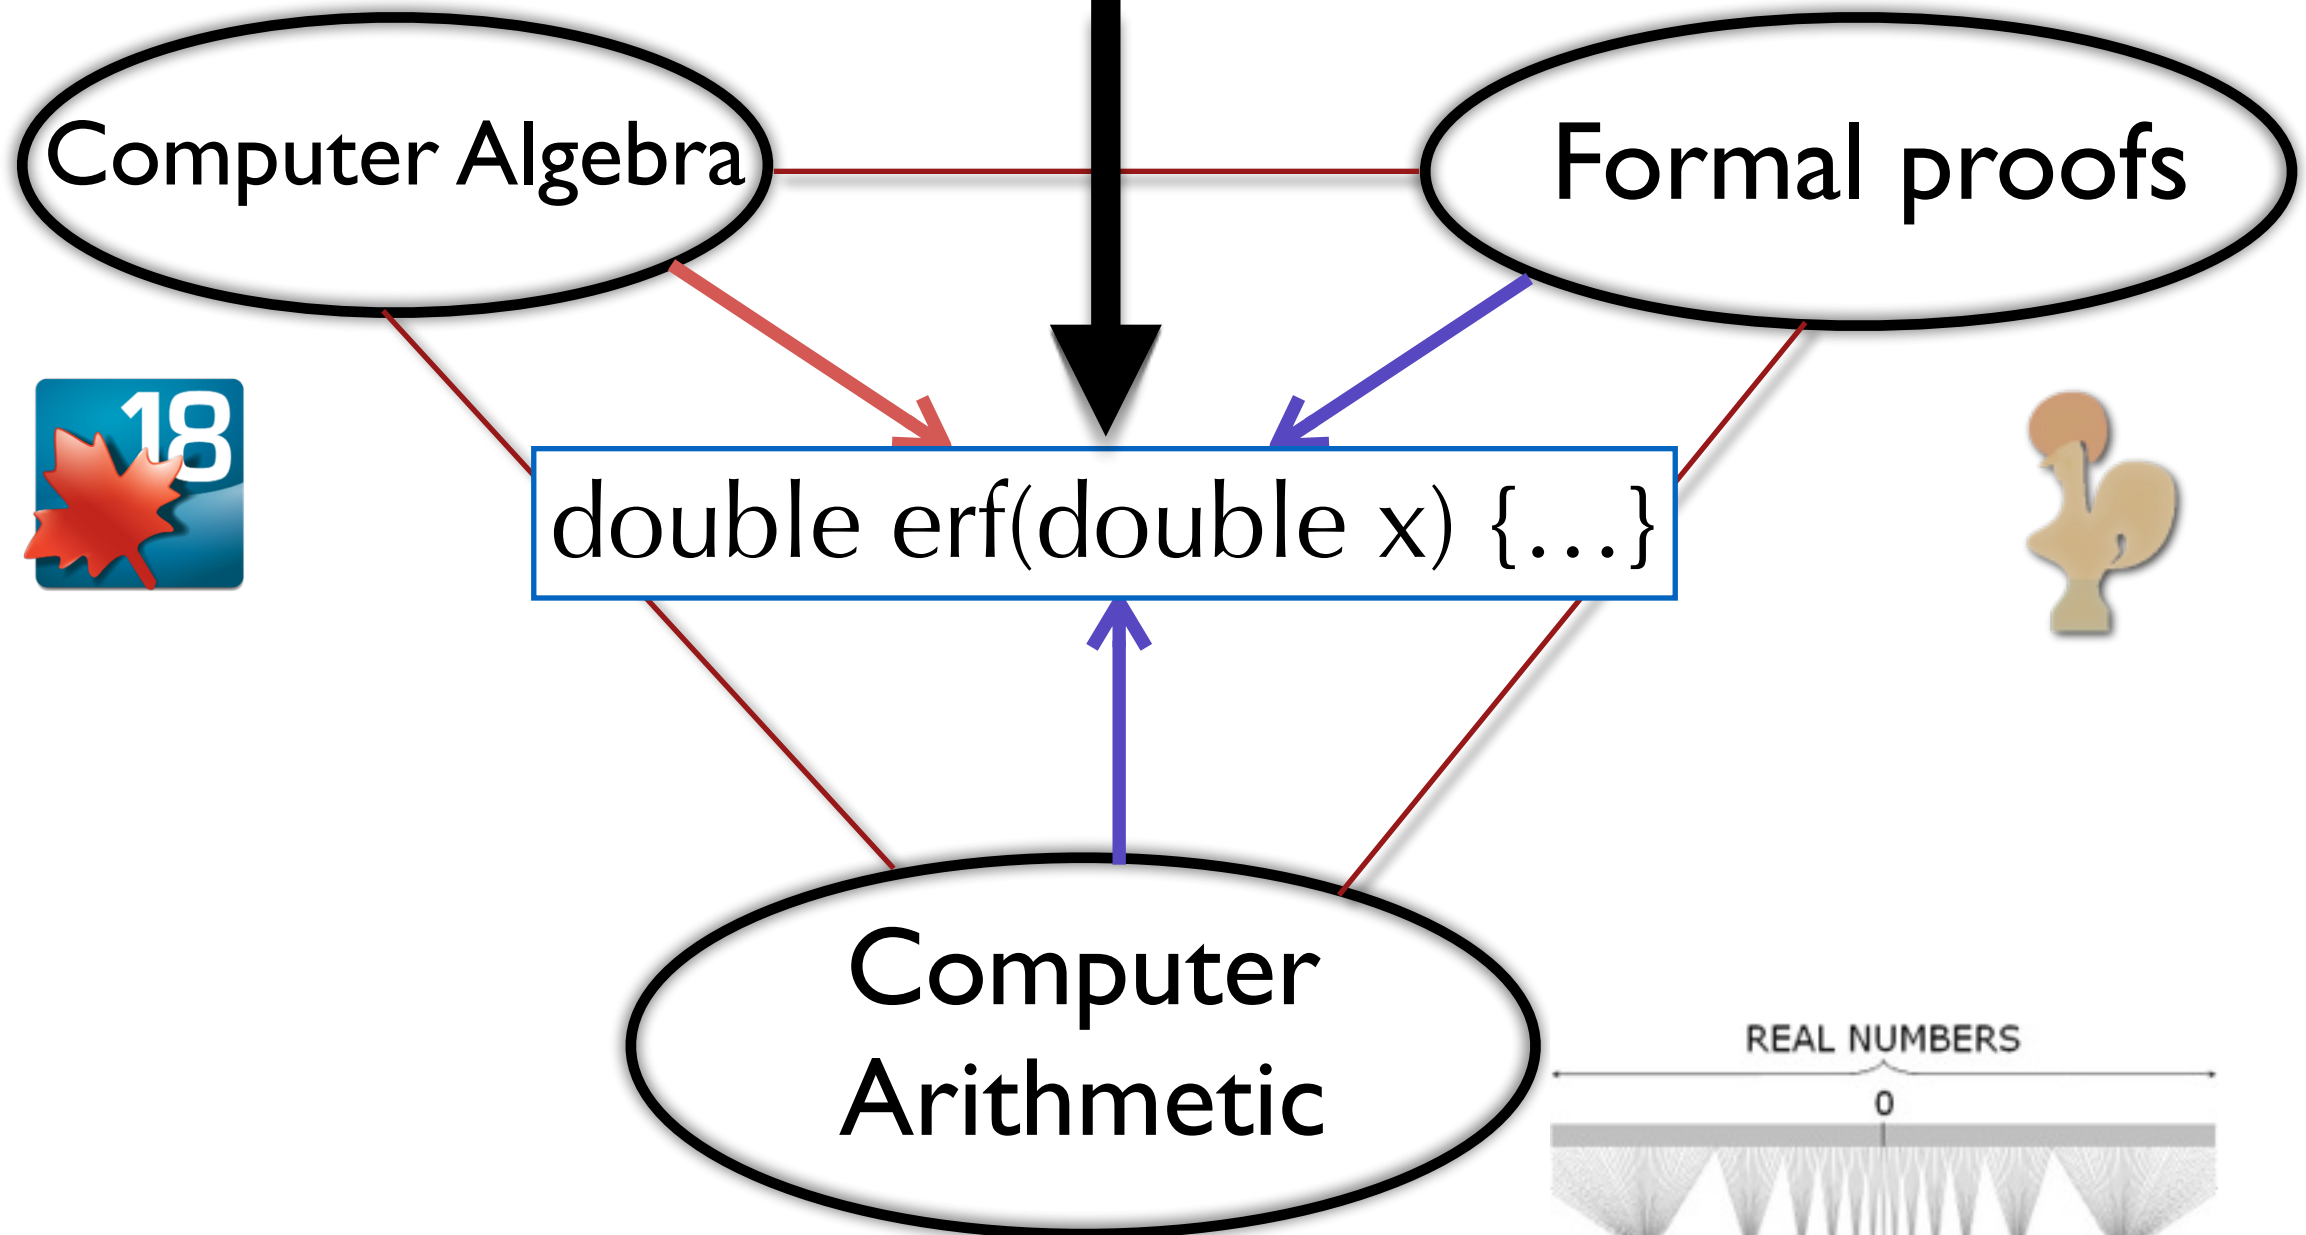 Computer Algebra
Formal proofs
18
double erf(double x) {…}
Computer
Arithmetic
REAL NUMBERS
0